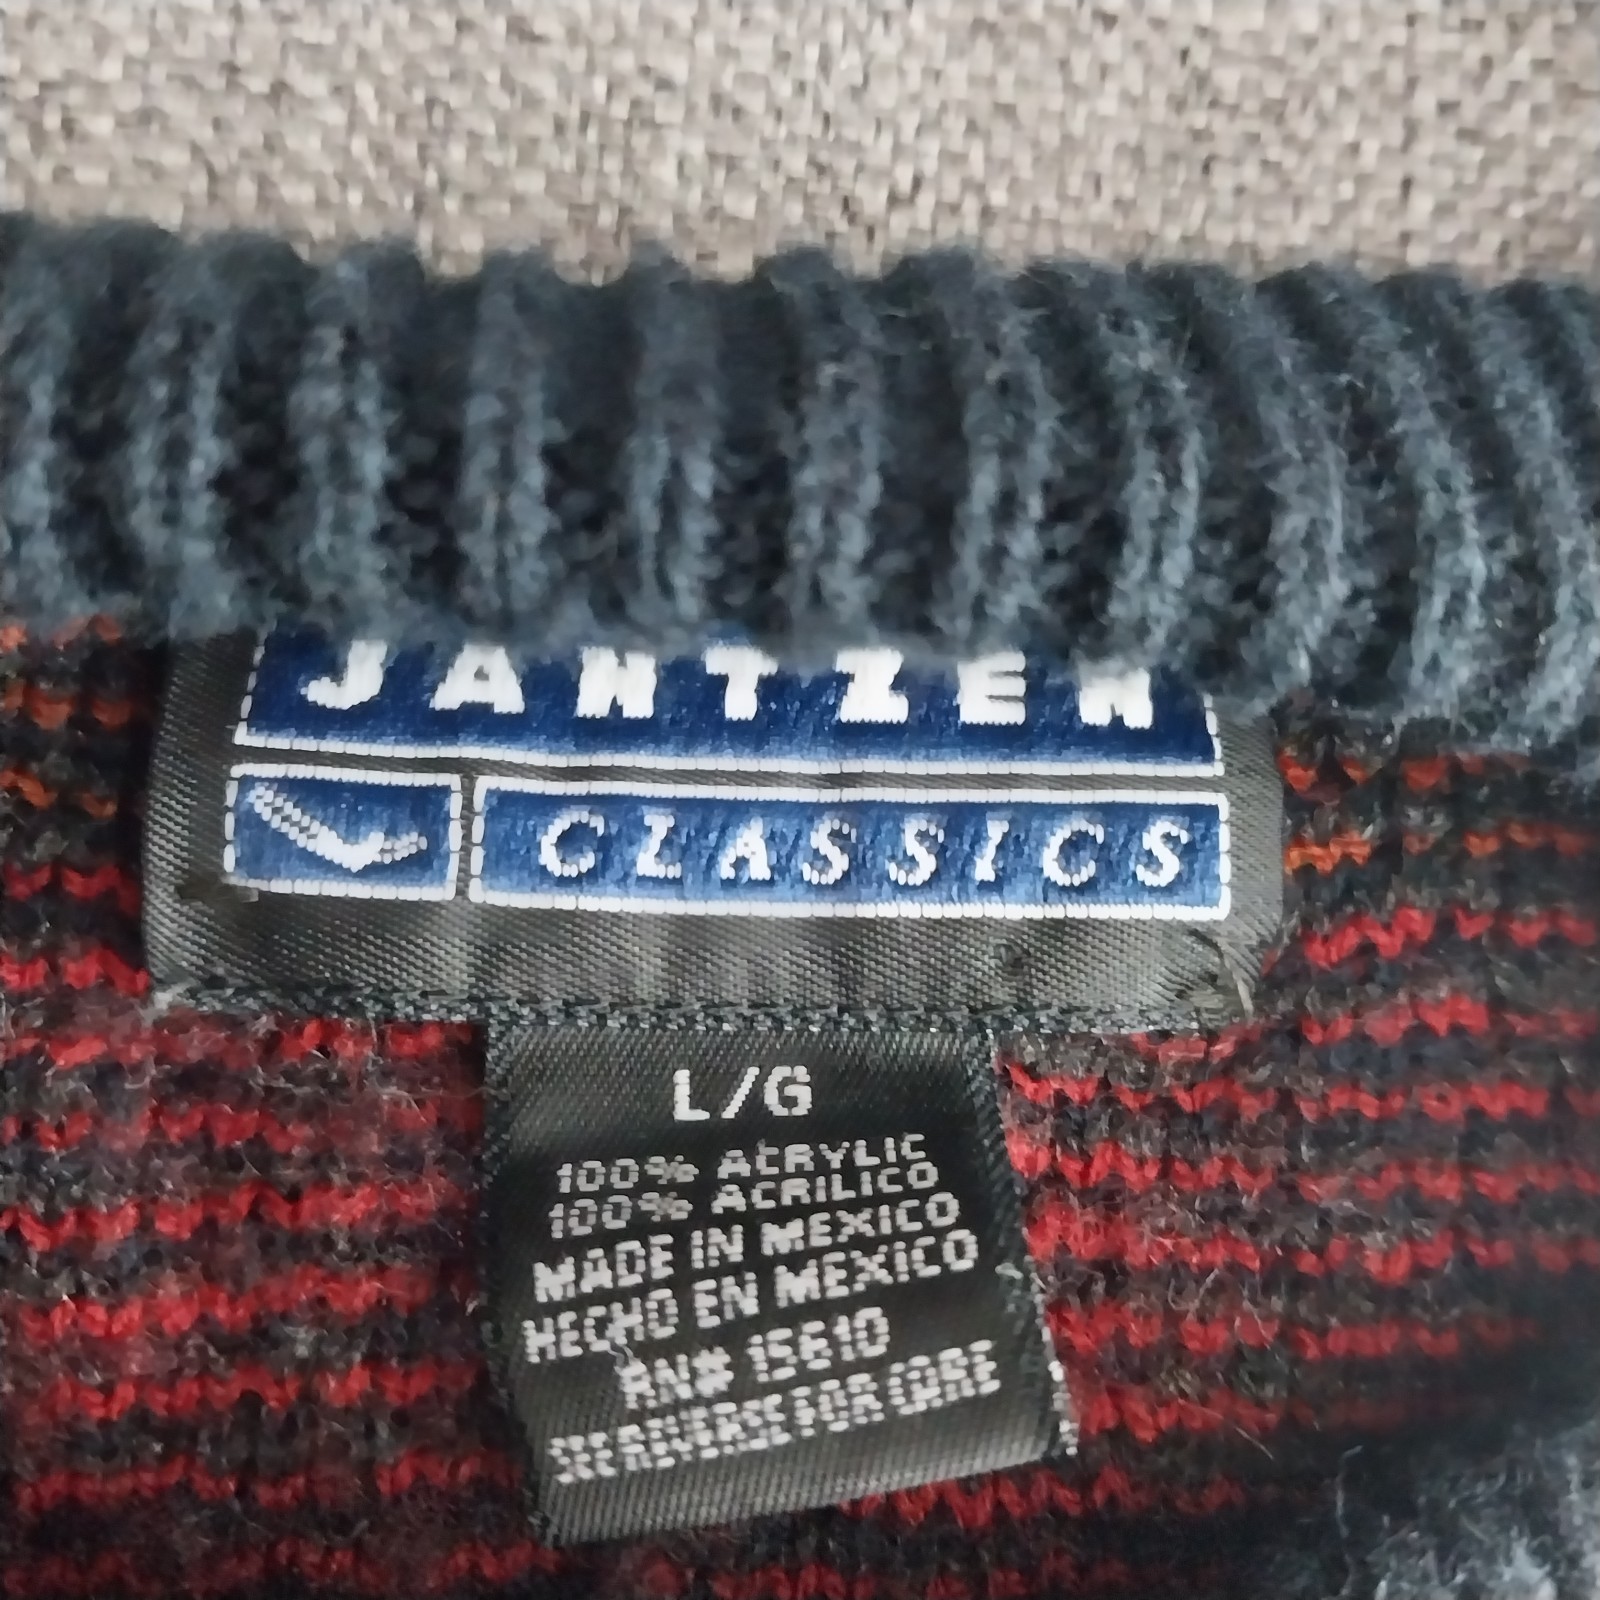 JANTZEN
CLASSICS
L/G
100% ACRYLIC
100% ACRILICO
MADE IN MEXICO
HECHO EN MEXICO
RN# 15610
SEE REVERSE FOR CARE